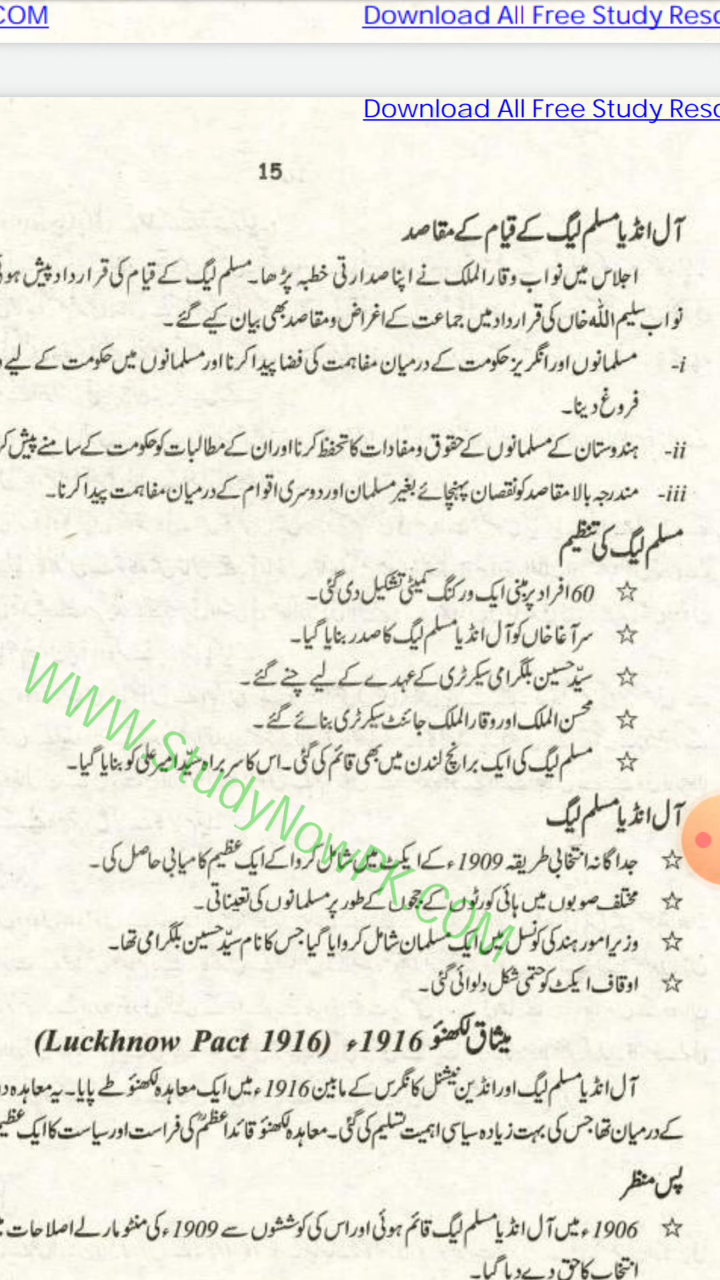 COM Download All Free Study Reso
Download All Free Study Reso
15
آل انڈیا مسلم لیگ کے قیام کے مقاصد
اجلاس میں نواب وقار الملک نے اپنا صدارتی خطبہ پڑھا۔ مسلم لیگ کے قیام کی قرارداد پیش ہو
نواب سلیم اللہ خاں کی قرارداد میں جماعت کے اغراض و مقاصد بھی بیان کیے گئے۔
i- مسلمانوں اور انگریز حکومت کے درمیان مفاہمت کی فضا پیدا کرنا اور مسلمانوں میں حکومت کے لیے
فروغ دینا۔
ii- ہندوستان کے مسلمانوں کے حقوق و مفادات کا تحفظ کرنا اور ان کے مطالبات کو حکومت کے سامنے پیش کر
iii- مندرجہ بالا مقاصد کو نقصان پہنچائے بغیر مسلمان اور دوسری اقوام کے درمیان مفاہمت پیدا کرنا۔
مسلم لیگ کی تنظیم
☆ 60 افراد پر مبنی ایک ورکنگ کمیٹی تشکیل دی گئی۔
☆ سر آغا خاں کو آل انڈیا مسلم لیگ کا صدر بنایا گیا۔
☆ سیّد حسین بلگرامی سیکرٹری کے عہدے کے لیے چنے گئے۔
☆ محسن الملک اور وقار الملک جائنٹ سیکرٹری بنائے گئے۔
☆ مسلم لیگ کی ایک برانچ لندن میں بھی قائم کی گئی۔ اس کا سربراہ سیّد امیر علی کو بنایا گیا۔
WWW.StudyNowPK.COM
آل انڈیا مسلم لیگ
☆ جداگانہ انتخابی طریقہ 1909ء کے ایکٹ میں شامل کروا کے ایک عظیم کامیابی حاصل کی۔
☆ مختلف صوبوں میں ہائی کورٹوں کے ججوں کے طور پر مسلمانوں کی تعیناتی۔
☆ وزیر امور ہند کی کونسل میں ایک مسلمان شامل کروایا گیا جس کا نام سیّد حسین بلگرامی تھا۔
☆ اوقاف ایکٹ کو حتمی شکل دلوائی گئی۔
میثاق لکھنؤ 1916ء (Luckhnow Pact 1916)
آل انڈیا مسلم لیگ اور انڈین نیشنل کانگرس کے مابین 1916ء میں ایک معاہدہ لکھنؤ طے پایا۔ یہ معاہدہ دو
کے درمیان تھا جس کی بہت زیادہ سیاسی اہمیت تسلیم کی گئی۔ معاہدہ لکھنؤ قائد اعظمؒ کی فراست اور سیاست کا ایک عظیم
پس منظر
☆ 1906ء میں آل انڈیا مسلم لیگ قائم ہوئی اور اس کی کوششوں سے 1909ء کی منٹو مارلے اصلاحات
انتخاب کا حق دے دیا گیا۔